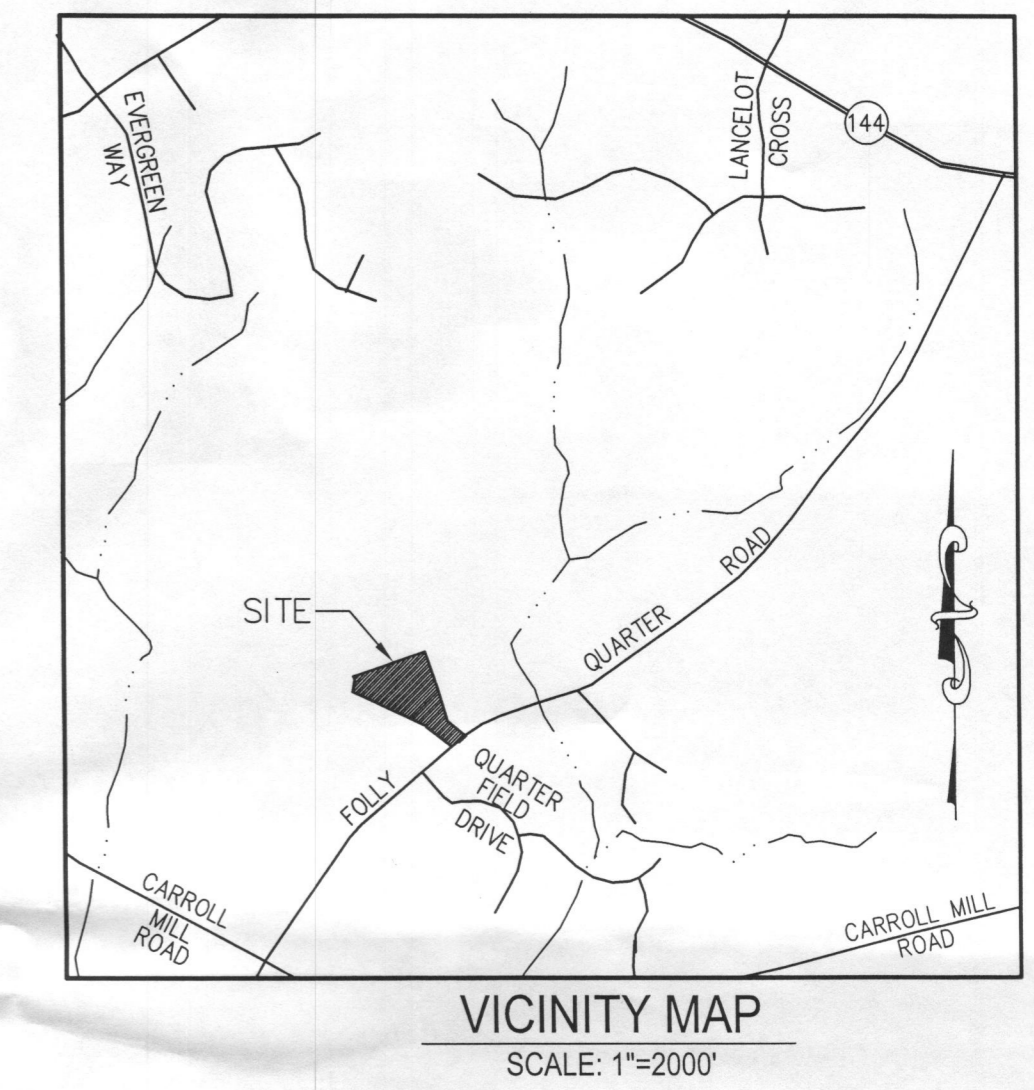 EVERGREEN
WAY
LANCELOT
CROSS
144
SITE
FOLLY
QUARTER
ROAD
QUARTER
FIELD
DRIVE
CARROLL
MILL
ROAD
CARROLL MILL
ROAD
VICINITY MAP
SCALE: 1"=2000'